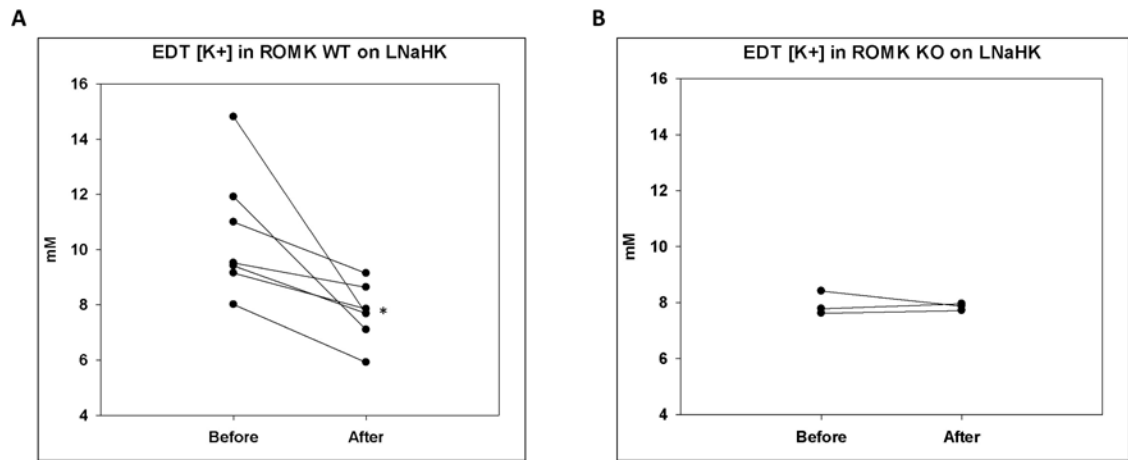 A
EDT [K+] in ROMK WT on LNaHK
16
14
12
10
8
6
4
mM
*
Before After
B
EDT [K+] in ROMK KO on LNaHK
16
14
12
10
8
6
4
mM
Before After